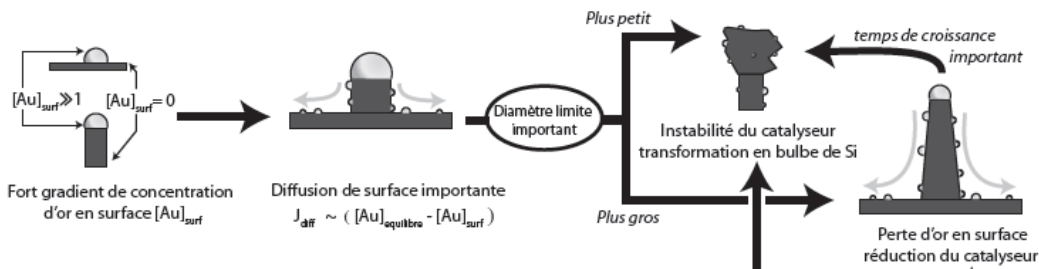 [Au]surf≫1
[Au]surf=0
Fort gradient de concentration
d'or en surface [Au]surf
Diffusion de surface importante
Jdiff ~ ( [Au]equilibre - [Au]surf )
Diamètre limite
important
Plus petit
Plus gros
Instabilité du catalyseur
transformation en bulbe de Si
temps de croissance
important
Perte d'or en surface
réduction du catalyseur